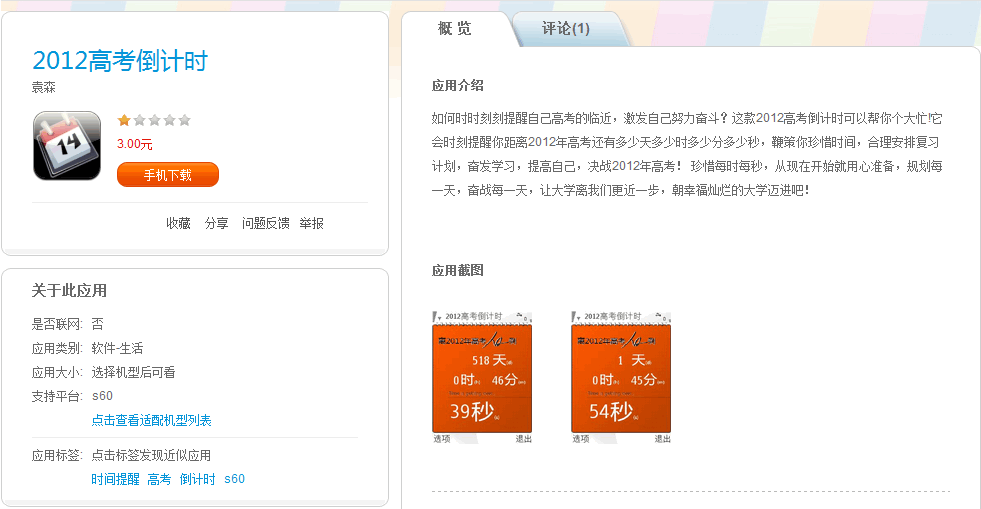 2012高考倒计时
袁森
14
3.00元
手机下载
收藏 分享 问题反馈 举报
关于此应用
是否联网: 否
应用类别: 软件-生活
应用大小: 选择机型后可看
支持平台: s60
点击查看适配机型列表
应用标签: 点击标签发现近似应用
时间提醒 高考 倒计时 s60
概 览 评论(1)
应用介绍
如何时时刻刻提醒自己高考的临近，激发自己努力奋斗？这款2012高考倒计时可以帮你个大忙!它
会时刻提醒你距离2012年高考还有多少天多少时多少分多少秒，鞭策你珍惜时间，合理安排复习
计划，奋发学习，提高自己，决战2012年高考！ 珍惜每时每秒，从现在开始就用心准备，规划每
一天，奋战每一天，让大学离我们更近一步，朝幸福灿烂的大学迈进吧！
应用截图
2012高考倒计时
离2012年高考
518 天
0时 46分
39秒
选项 退出
2012高考倒计时
离2012年高考
1 天
0时 45分
54秒
选项 退出